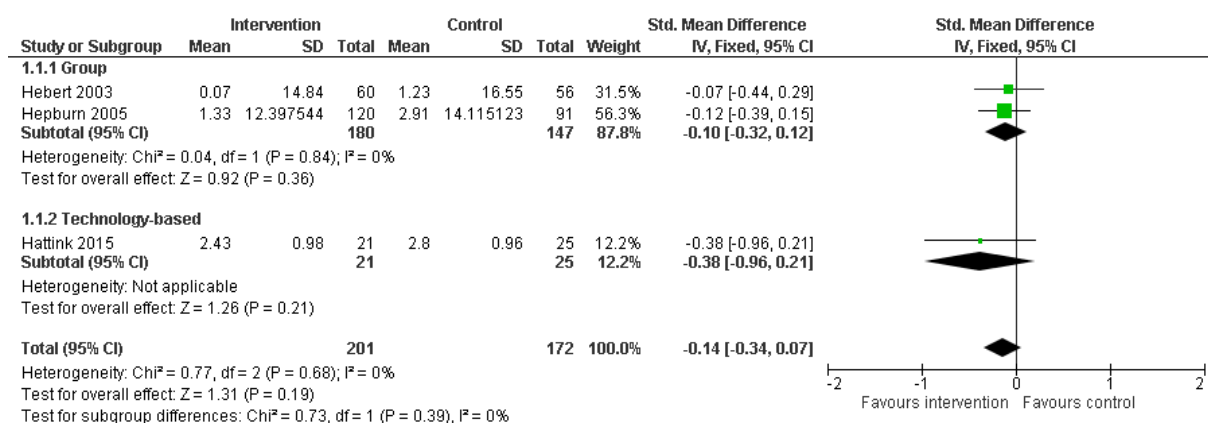 Intervention Control Std. Mean Difference Std. Mean Difference
Study or Subgroup Mean SD Total Mean SD Total Weight IV, Fixed, 95% CI IV, Fixed, 95% CI
1.1.1 Group
Hebert 2003 0.07 14.84 60 1.23 16.55 56 31.5% -0.07 [-0.44, 0.29]
Hepburn 2005 1.33 12.397544 120 2.91 14.115123 91 56.3% -0.12 [-0.39, 0.15]
Subtotal (95% CI) 180 147 87.8% -0.10 [-0.32, 0.12]
Heterogeneity: Chi² = 0.04, df = 1 (P = 0.84); I² = 0%
Test for overall effect: Z = 0.92 (P = 0.36)
1.1.2 Technology-based
Hattink 2015 2.43 0.98 21 2.8 0.96 25 12.2% -0.38 [-0.96, 0.21]
Subtotal (95% CI) 21 25 12.2% -0.38 [-0.96, 0.21]
Heterogeneity: Not applicable
Test for overall effect: Z = 1.26 (P = 0.21)
Total (95% CI) 201 172 100.0% -0.14 [-0.34, 0.07]
Heterogeneity: Chi² = 0.77, df = 2 (P = 0.68); I² = 0%
Test for overall effect: Z = 1.31 (P = 0.19)
Test for subgroup differences: Chi² = 0.73, df = 1 (P = 0.39), I² = 0%
-2 -1 0 1 2
Favours intervention Favours control